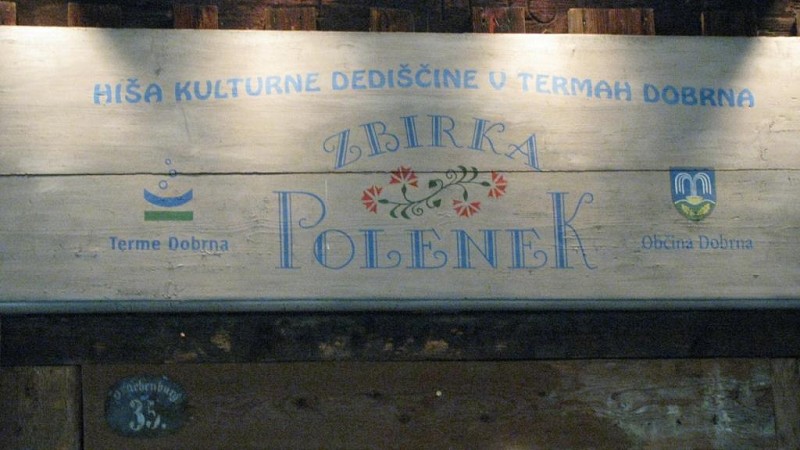 HIŠA KULTURNE DEDIŠČINE V TERMAH DOBRNA
ZBIRKA
POLENEK
Terme Dobrna
Občina Dobrna
35.